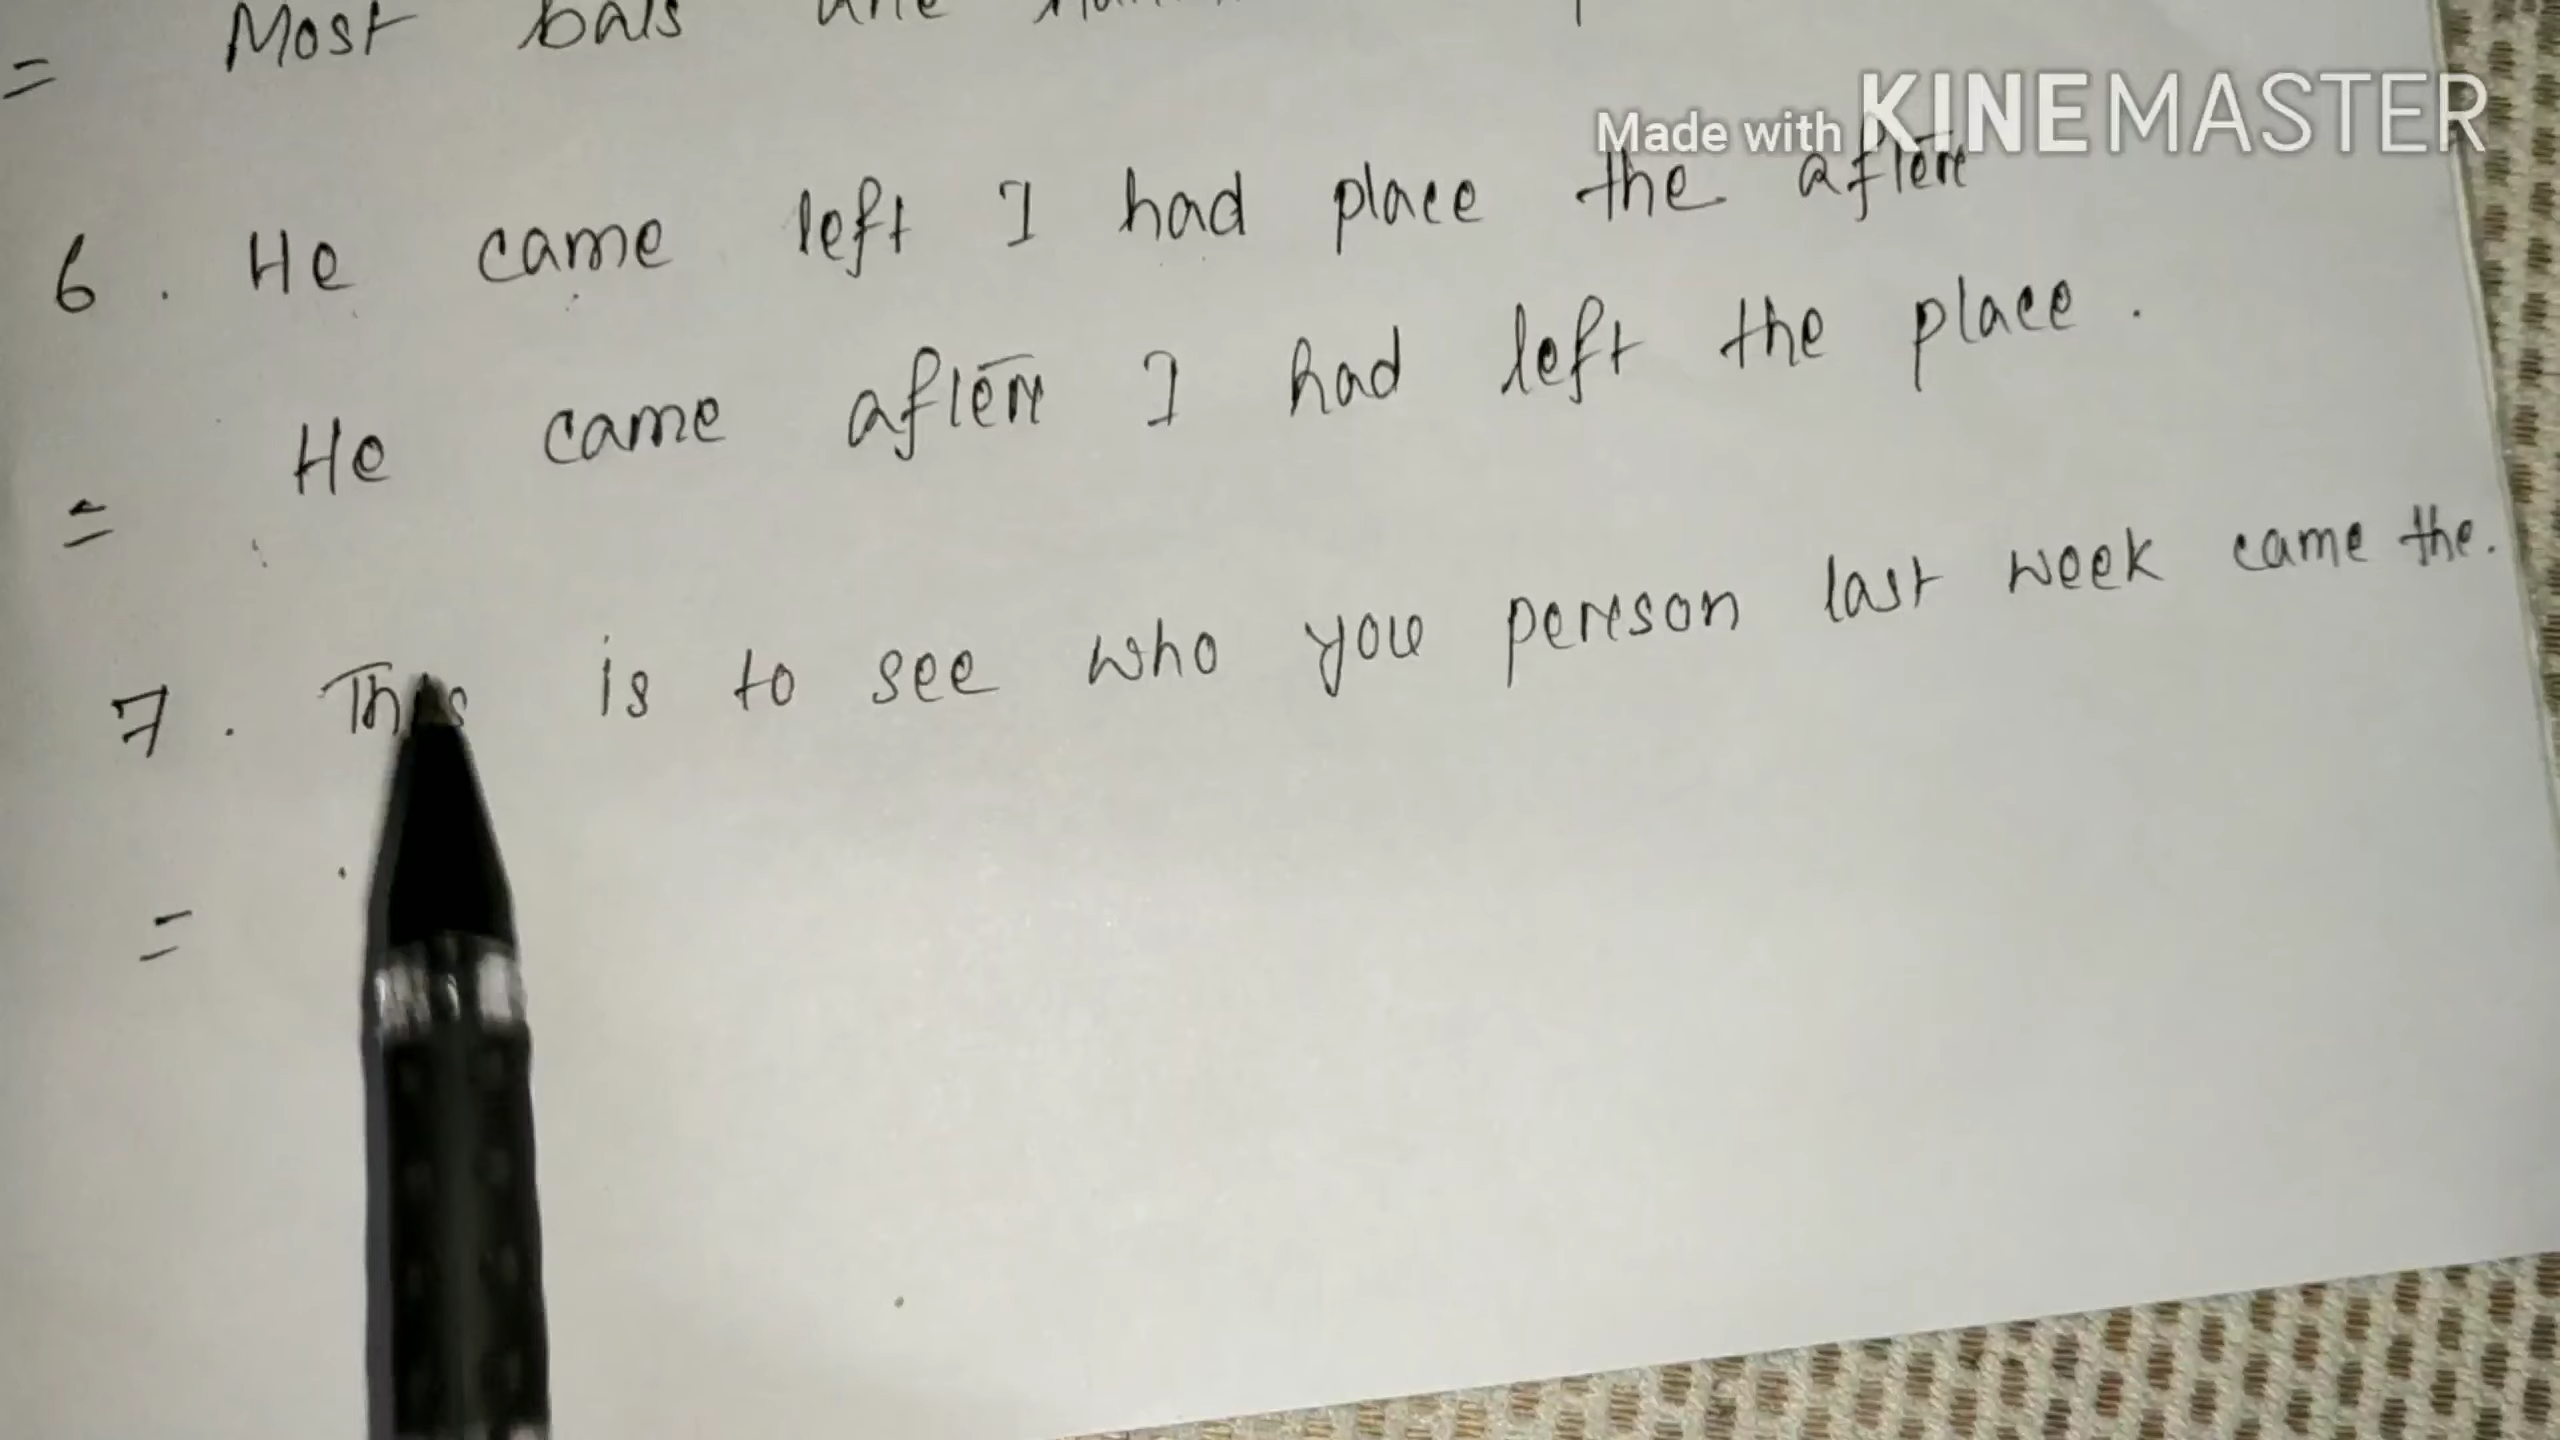 = Most
Made with KINEMASTER
6. He came left I had place the after
= He came after I had left the place.
7. This is to see who you person last week came the.
=